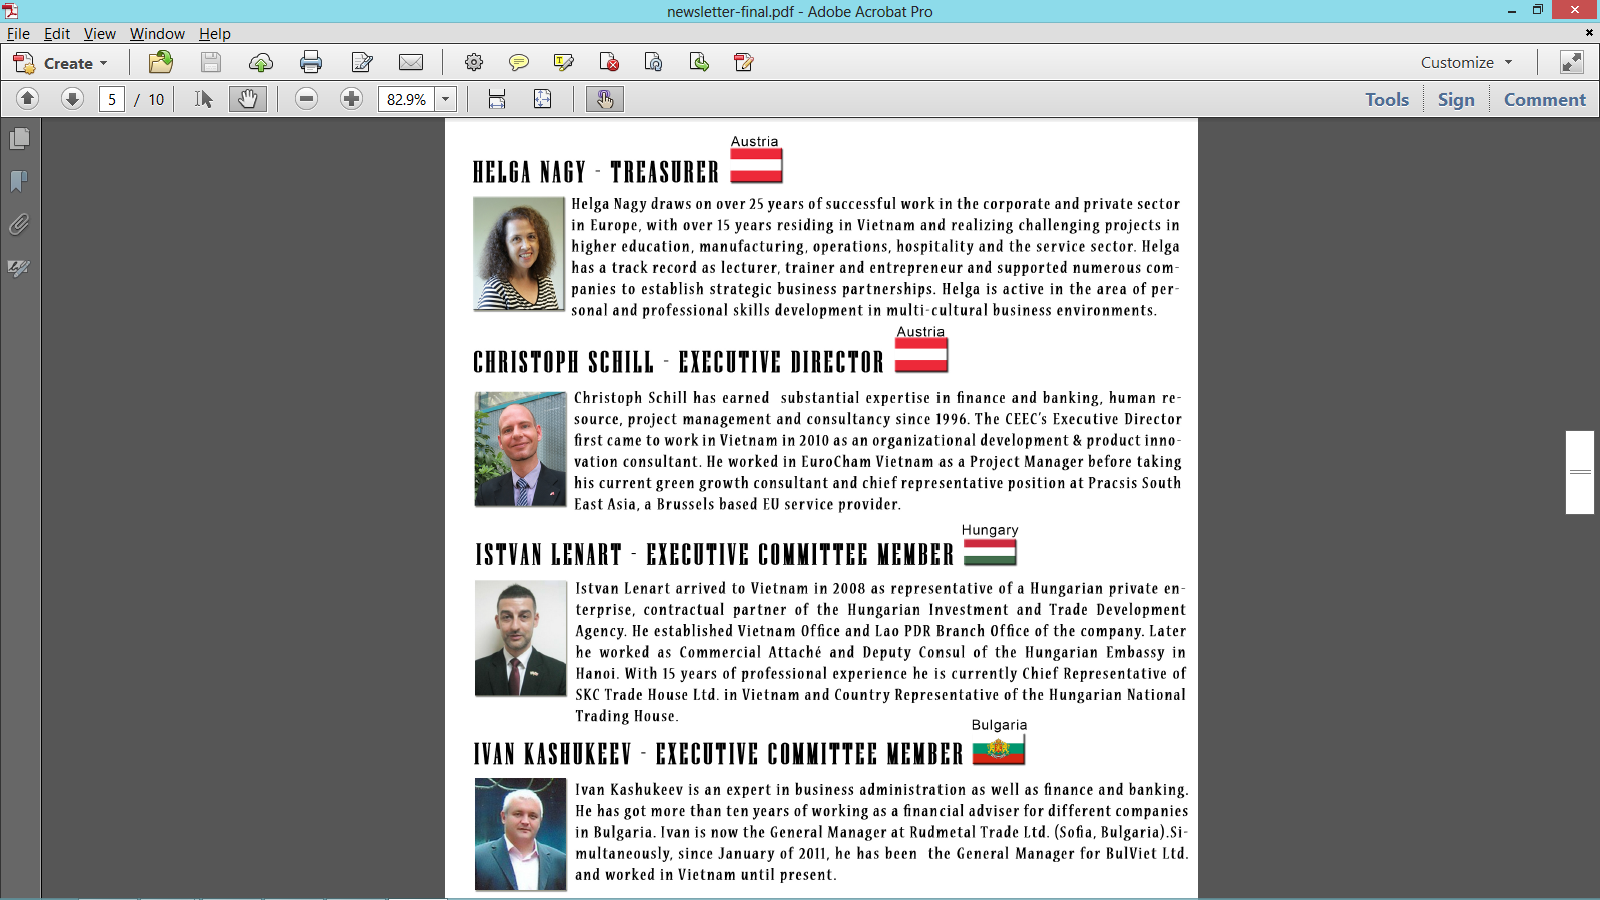 newsletter-final.pdf - Adobe Acrobat Pro
File Edit View Window Help
Create
Customize
5 / 10
82.9%
Tools Sign Comment
Austria
HELGA NAGY - TREASURER
Helga Nagy draws on over 25 years of successful work in the corporate and private sector
in Europe, with over 15 years residing in Vietnam and realizing challenging projects in
higher education, manufacturing, operations, hospitality and the service sector. Helga
has a track record as lecturer, trainer and entrepreneur and supported numerous com-
panies to establish strategic business partnerships. Helga is active in the area of per-
sonal and professional skills development in multi-cultural business environments.
Austria
CHRISTOPH SCHILL - EXECUTIVE DIRECTOR
Christoph Schill has earned  substantial expertise in finance and banking, human re-
source, project management and consultancy since 1996. The CEEC's Executive Director
first came to work in Vietnam in 2010 as an organizational development & product inno-
vation consultant. He worked in EuroCham Vietnam as a Project Manager before taking
his current green growth consultant and chief representative position at Pracsis South
East Asia, a Brussels based EU service provider.
Hungary
ISTVAN LENART - EXECUTIVE COMMITTEE MEMBER
Istvan Lenart arrived to Vietnam in 2008 as representative of a Hungarian private en-
terprise, contractual partner of the Hungarian Investment and Trade Development
Agency. He established Vietnam Office and Lao PDR Branch Office of the company. Later
he worked as Commercial Attaché and Deputy Consul of the Hungarian Embassy in
Hanoi. With 15 years of professional experience he is currently Chief Representative of
SKC Trade House Ltd. in Vietnam and Country Representative of the Hungarian National
Trading House.
Bulgaria
IVAN KASHUKEEV - EXECUTIVE COMMITTEE MEMBER
Ivan Kashukeev is an expert in business administration as well as finance and banking.
He has got more than ten years of working as a financial adviser for different companies
in Bulgaria. Ivan is now the General Manager at Rudmetal Trade Ltd. (Sofia, Bulgaria).Si-
multaneously, since January of 2011, he has been  the General Manager for BulViet Ltd.
and worked in Vietnam until present.